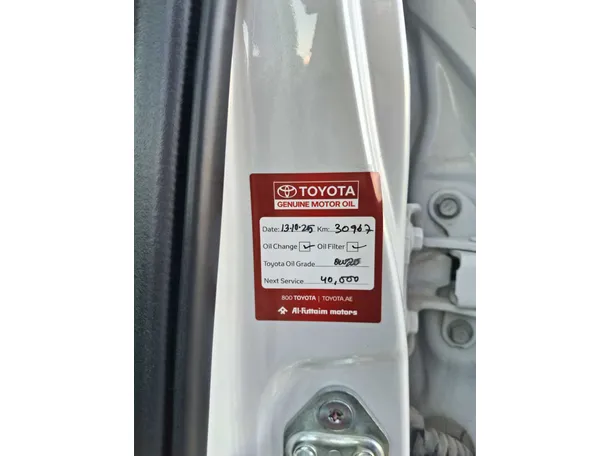 TOYOTA
GENUINE MOTOR OIL
Date: 13-10-25 Km: 30967
Oil Change ✓ Oil Filter ✓
Toyota Oil Grade 0W20
Next Service 40,000
800 TOYOTA | TOYOTA.AE
Al-Futtaim motors